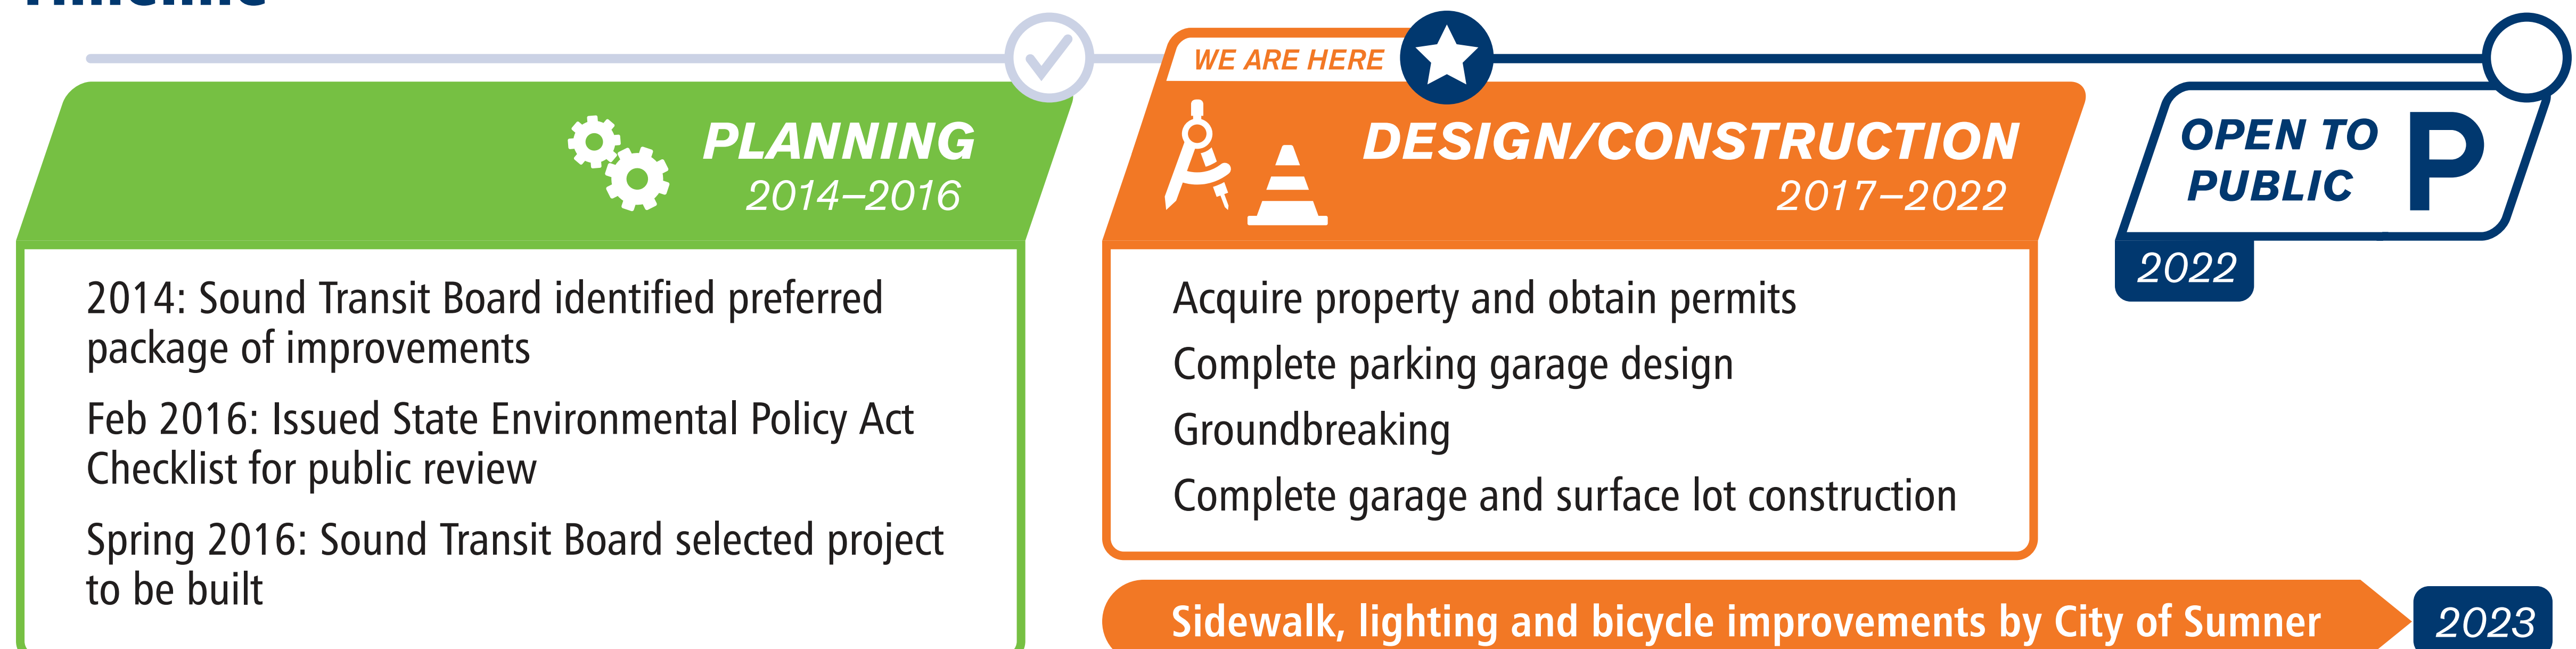 Timeline
WE ARE HERE
PLANNING
2014–2016
2014: Sound Transit Board identified preferred
package of improvements
Feb 2016: Issued State Environmental Policy Act
Checklist for public review
Spring 2016: Sound Transit Board selected project
to be built
DESIGN/CONSTRUCTION
2017–2022
Acquire property and obtain permits
Complete parking garage design
Groundbreaking
Complete garage and surface lot construction
OPEN TO
PUBLIC
P
2022
Sidewalk, lighting and bicycle improvements by City of Sumner
2023